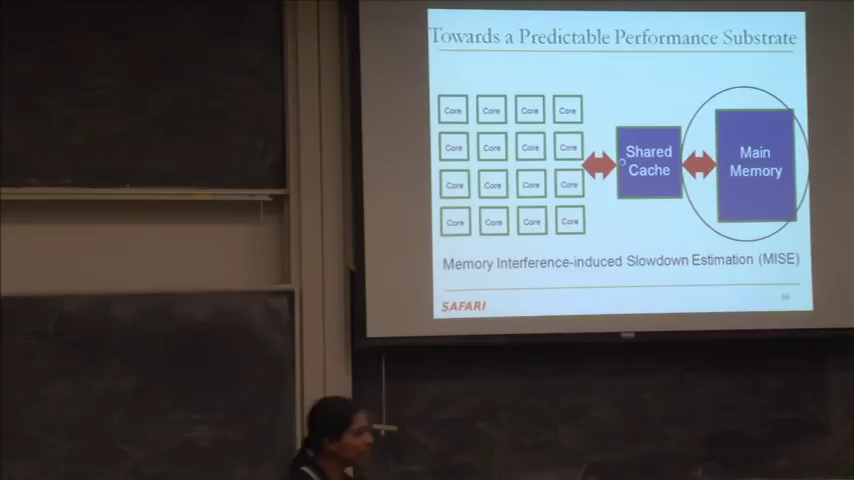 Towards a Predictable Performance Substrate
Core Core Core Core
Core Core Core Core
Core Core Core Core
Core Core Core Core
Shared
Cache
Main
Memory
Memory Interference-induced Slowdown Estimation (MISE)
SAFARI
66